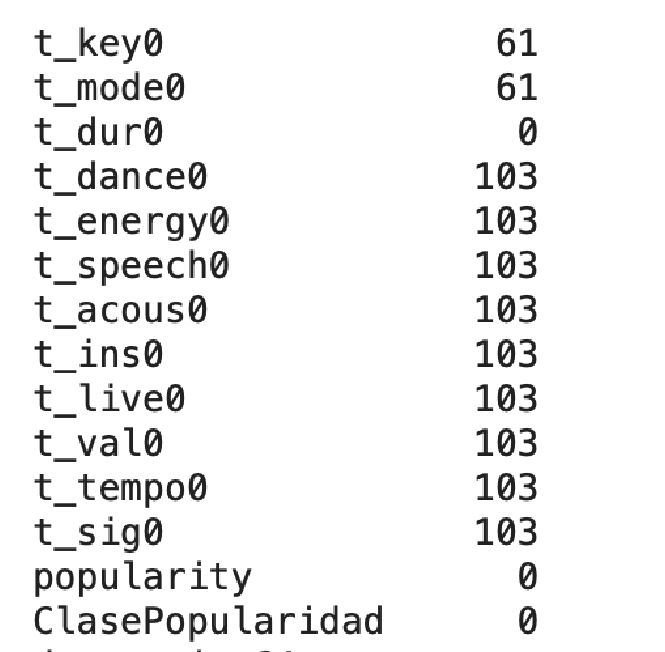 t_key0 61
t_mode0 61
t_dur0 0
t_dance0 103
t_energy0 103
t_speech0 103
t_acous0 103
t_ins0 103
t_live0 103
t_val0 103
t_tempo0 103
t_sig0 103
popularity 0
ClasePopularidad 0